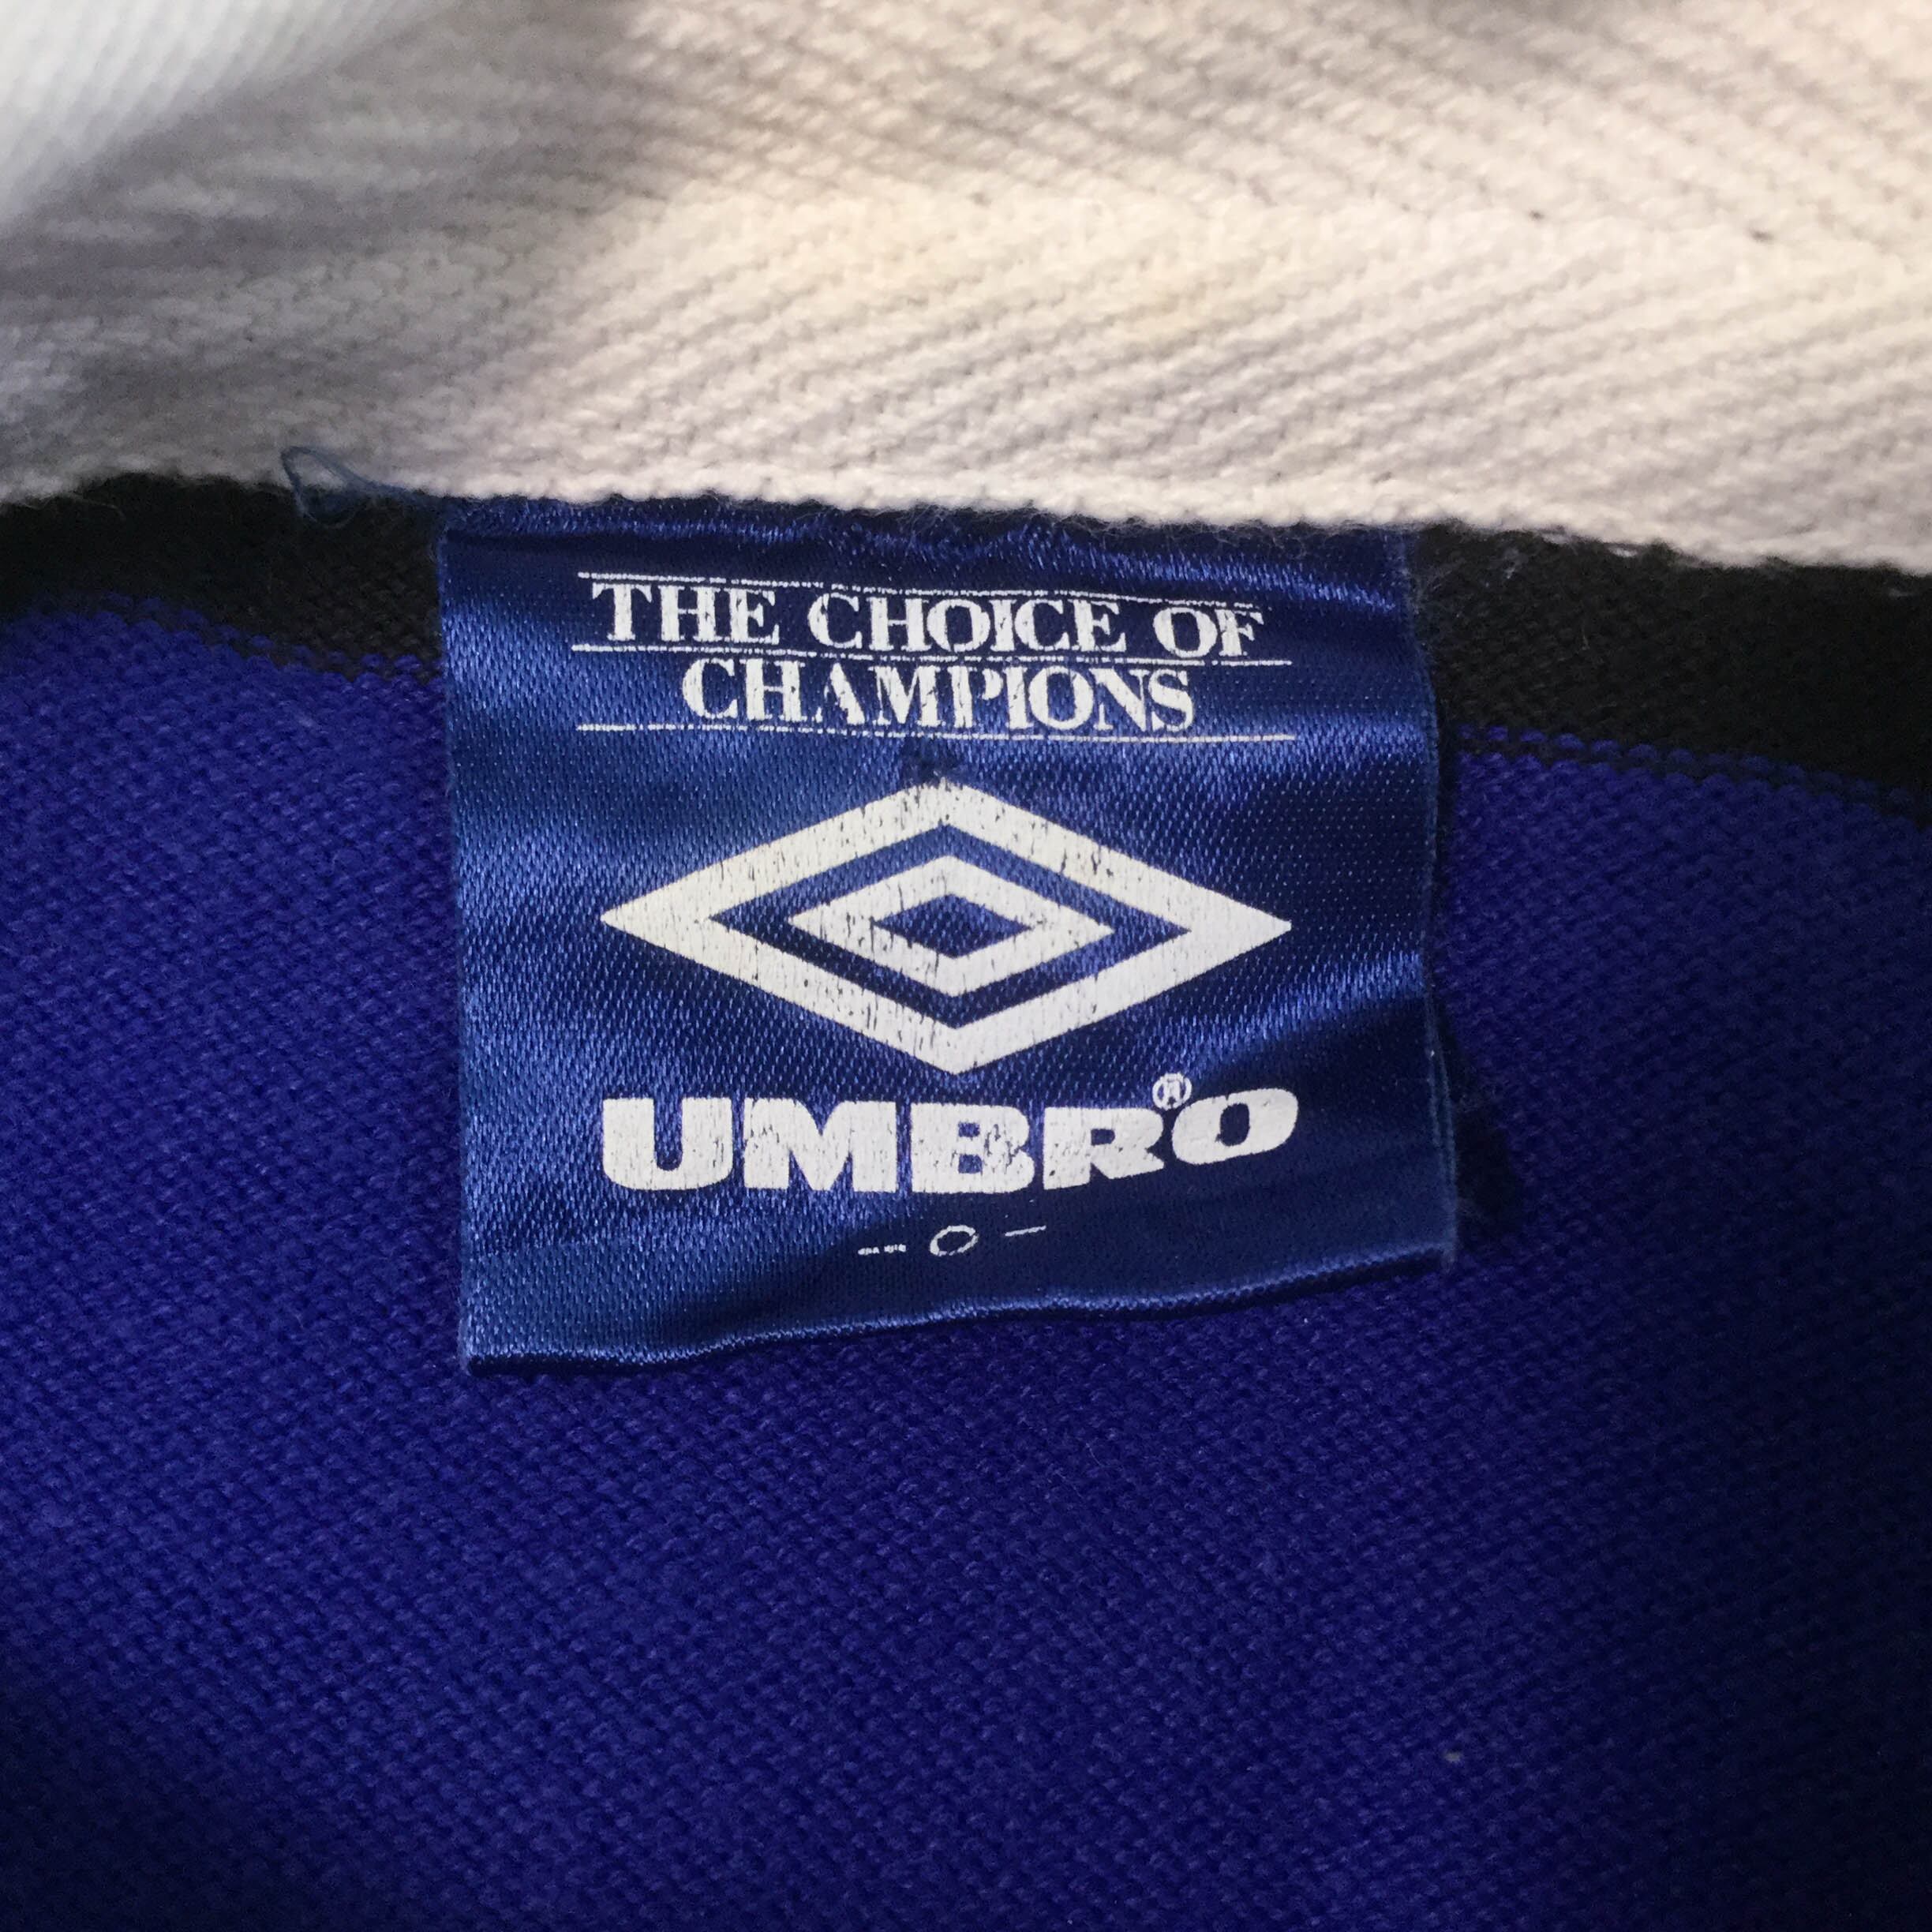 THE CHOICE OF
CHAMPIONS
UMBRO®
- O -